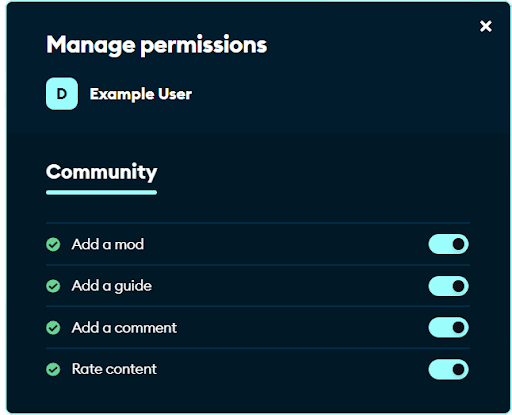 Manage permissions
D
Example User
Community
Add a mod
Add a guide
Add a comment
Rate content